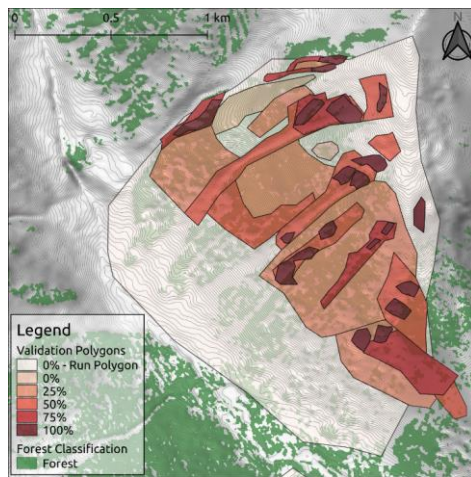 0 0.5 1 km
N
Legend
Validation Polygons
0% - Run Polygon
0%
25%
50%
75%
100%
Forest Classification
Forest